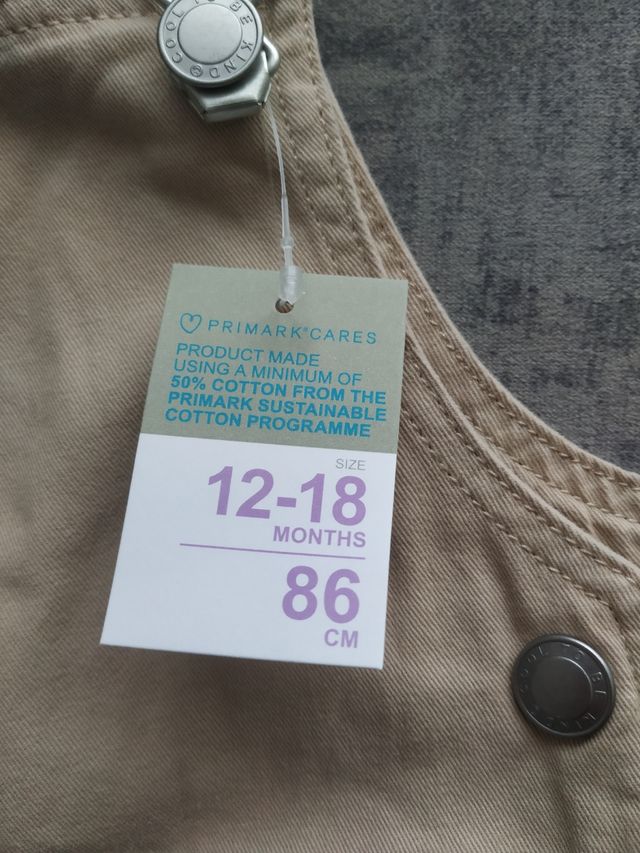 COOL TO BE KIND
PRIMARK®CARES
PRODUCT MADE
USING A MINIMUM OF
50% COTTON FROM THE
PRIMARK SUSTAINABLE
COTTON PROGRAMME
SIZE
12-18
MONTHS
86
CM
COOL TO BE KIND